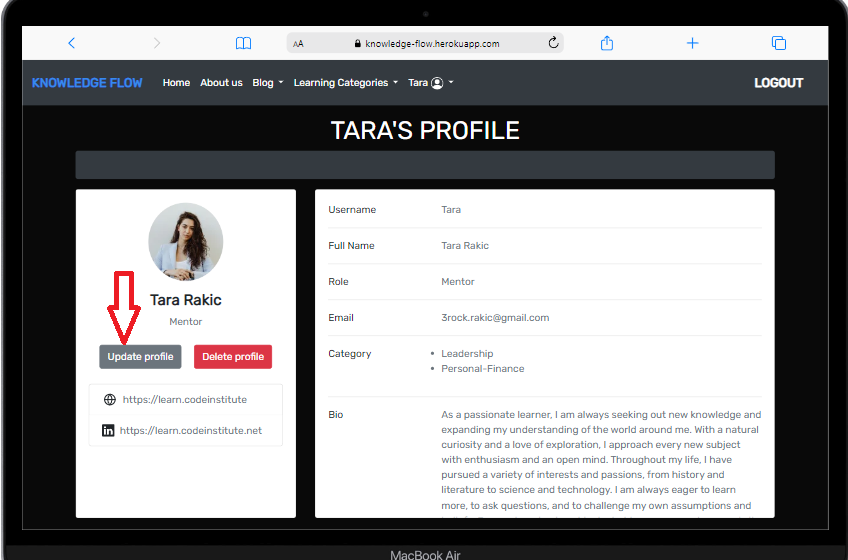 AA knowledge-flow.herokuapp.com
KNOWLEDGE FLOW Home About us Blog Learning Categories Tara LOGOUT
TARA'S PROFILE
Tara Rakic
Mentor
Update profile Delete profile
https://learn.codeinstitute
in https://learn.codeinstitute.net
Username Tara
Full Name Tara Rakic
Role Mentor
Email 3rock.rakic@gmail.com
Category • Leadership
• Personal-Finance
Bio As a passionate learner, I am always seeking out new knowledge and
expanding my understanding of the world around me. With a natural
curiosity and a love of exploration, I approach every new subject
with enthusiasm and an open mind. Throughout my life, I have
pursued a variety of interests and passions, from history and
literature to science and technology. I am always eager to learn
more, to ask questions, and to challenge my own assumptions and
MacBook Air